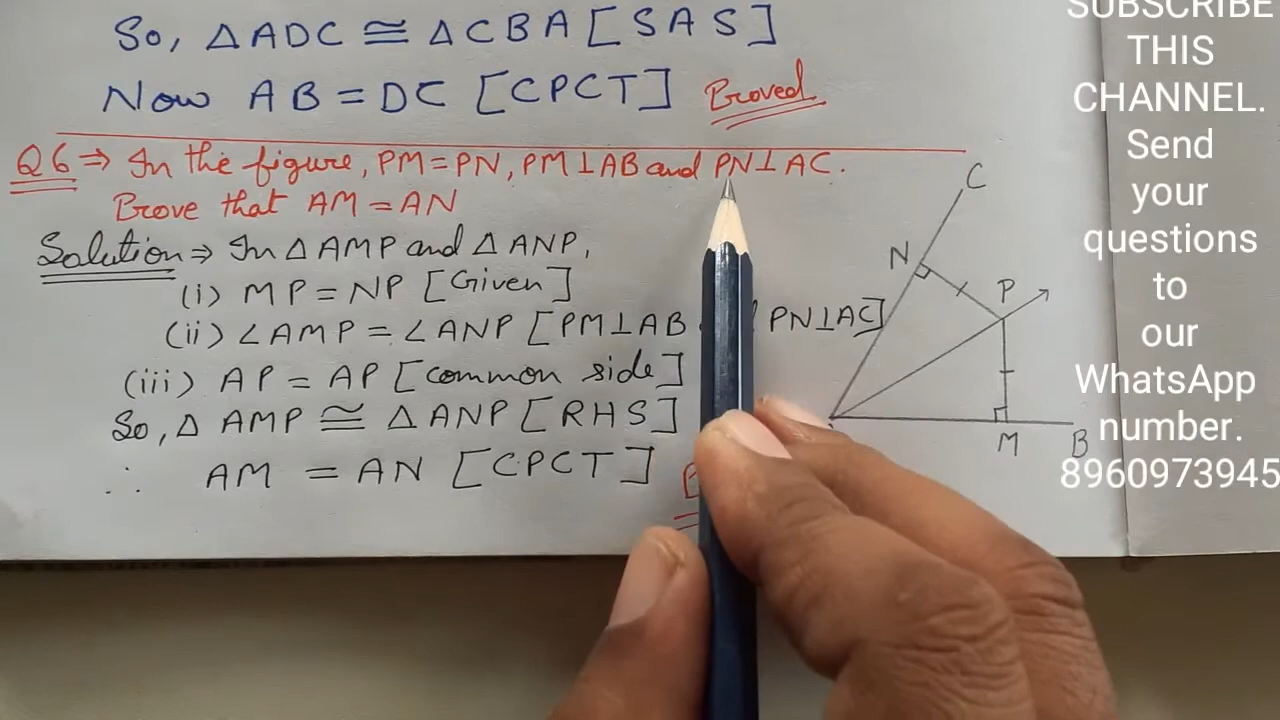 So, △ADC ≅ △CBA [SAS]
Now AB = DC [CPCT] Proved
Q6⇒ In the figure, PM=PN, PM⊥AB and PN⊥AC.
Prove that AM = AN
Solution⇒ In △AMP and △ANP,
(i) MP = NP [Given]
(ii) ∠AMP = ∠ANP [PM⊥AB PN⊥AC]
(iii) AP = AP [common side]
So, △AMP ≅ △ANP [RHS]
∴ AM = AN [CPCT]
C
N
P
M
B
SUBSCRIBE
THIS
CHANNEL.
Send
your
questions
to
our
WhatsApp
number.
8960973945